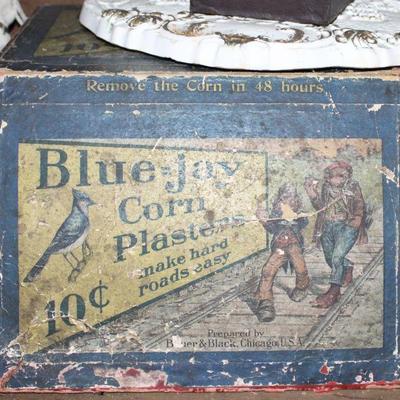 Remove the Corn in 48 hours
Blue-jay
Corn
Plasters
make hard
roads easy
10¢
Prepared by
& Black, Chicago, U.S.A.